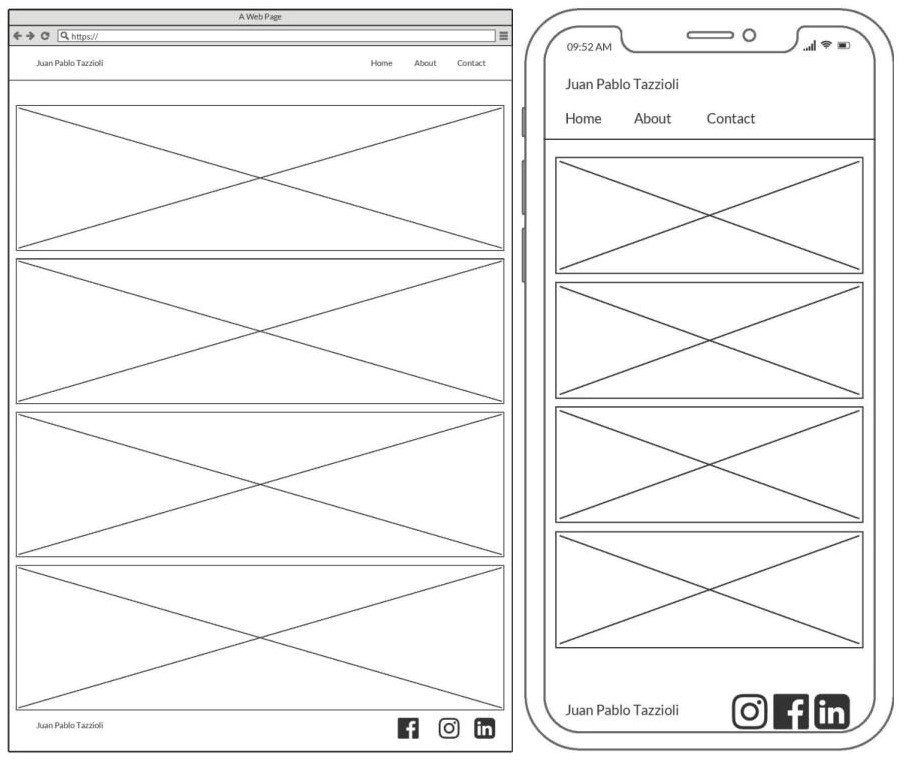 A Web Page
https://
Juan Pablo Tazzioli Home About Contact
Juan Pablo Tazzioli
09:52 AM
Juan Pablo Tazzioli
Home About Contact
Juan Pablo Tazzioli